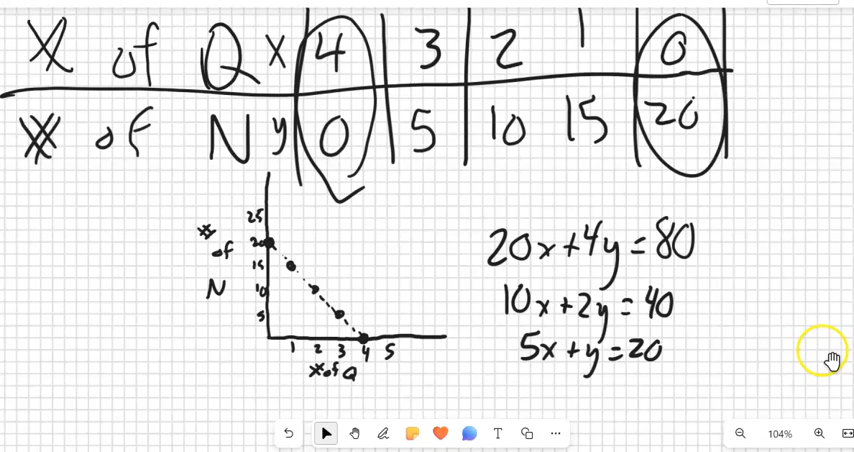 # of Q x 4 3 2 1 0
# of N y 0 5 10 15 20
25
20
15
10
5
# of N
1 2 3 4 5
# of Q
20x+4y=80
10x+2y=40
5x+y=20
T
104%